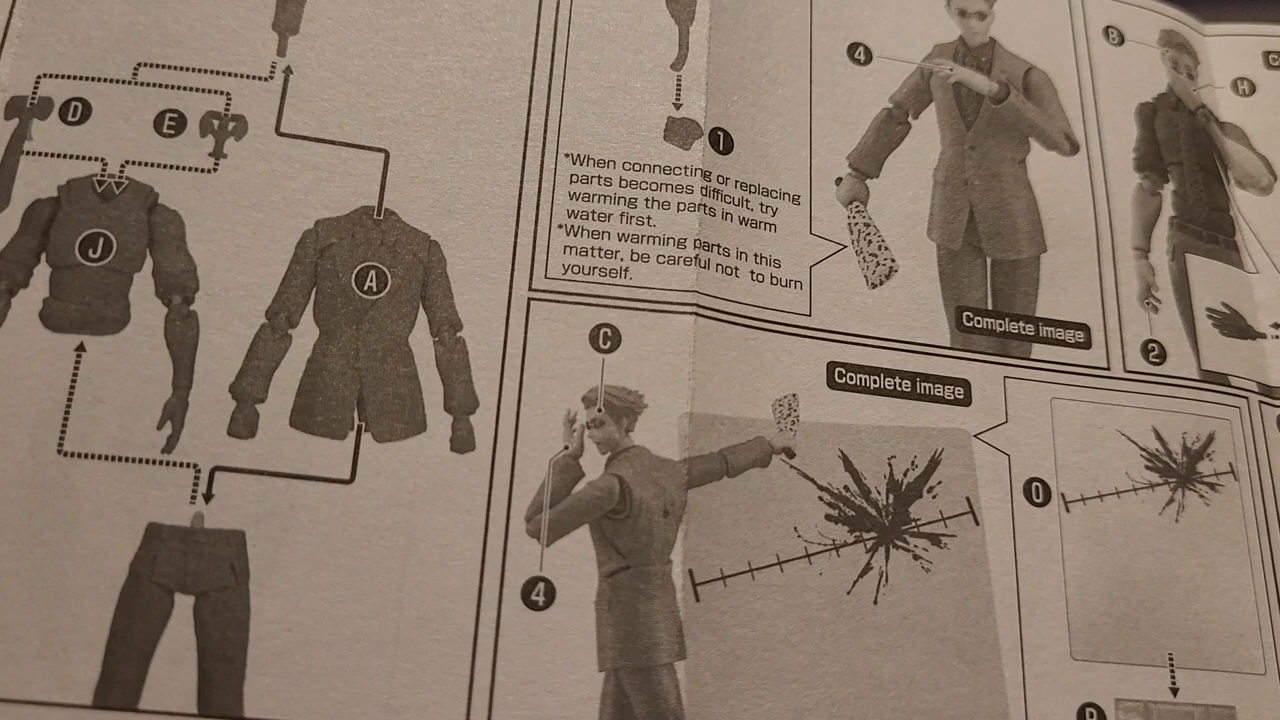 D
E
J
A
1
*When connecting or replacing
parts becomes difficult, try
warming the parts in warm
water first.
*When warming parts in this
matter, be careful not to burn
yourself.
4
Complete image
B
H
2
C
4
Complete image
O